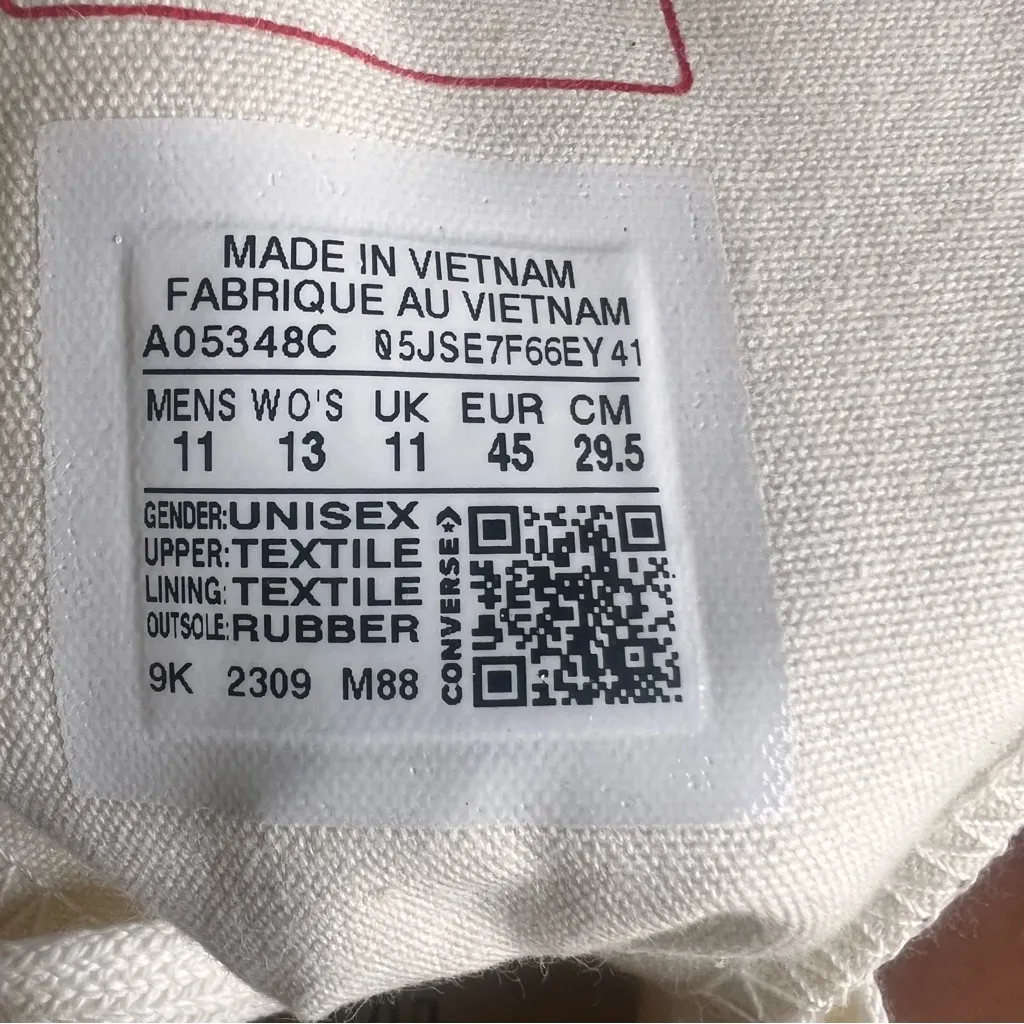 MADE IN VIETNAM
FABRIQUE AU VIETNAM
A05348C 05JSE7F66EY 41
MENS WO'S UK EUR CM
11 13 11 45 29.5
GENDER:UNISEX
UPPER:TEXTILE
LINING:TEXTILE
OUTSOLE:RUBBER
9K 2309 M88
CONVERSE